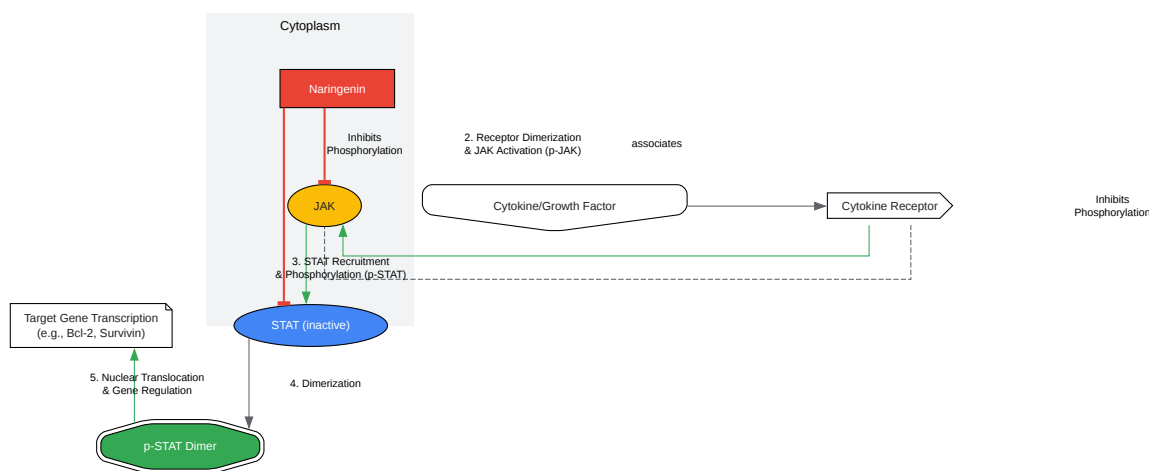 Cytoplasm
Naringenin
Inhibits
Phosphorylation
2. Receptor Dimerization
& JAK Activation (p-JAK)
associates
JAK
Cytokine/Growth Factor
Cytokine Receptor
Inhibits
Phosphorylation
3. STAT Recruitment
& Phosphorylation (p-STAT)
Target Gene Transcription
(e.g., Bcl-2, Survivin)
STAT (inactive)
5. Nuclear Translocation
& Gene Regulation
4. Dimerization
p-STAT Dimer